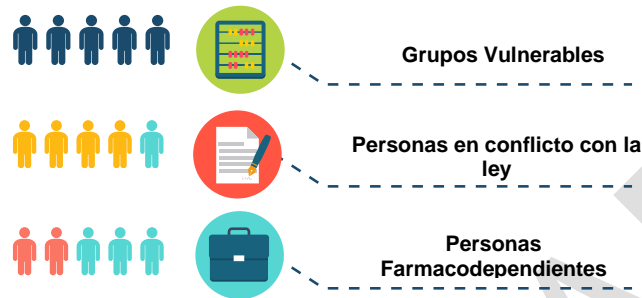 Grupos Vulnerables
Personas en conflicto con la
ley
Personas
Farmacodependientes